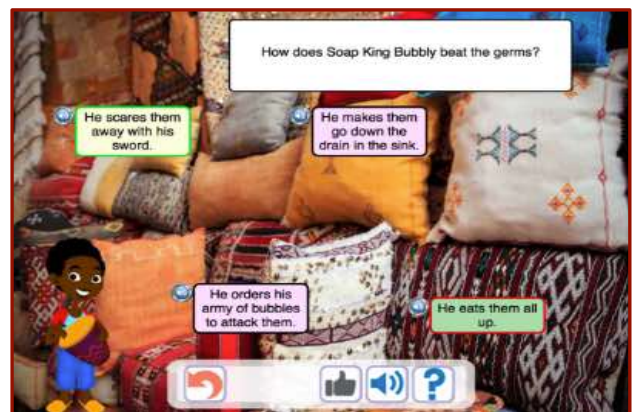 How does Soap King Bubbly beat the germs?
He scares them
away with his
sword.
He makes them
go down the
drain in the sink.
He orders his
army of bubbles
to attack them.
He eats them all
up.
?